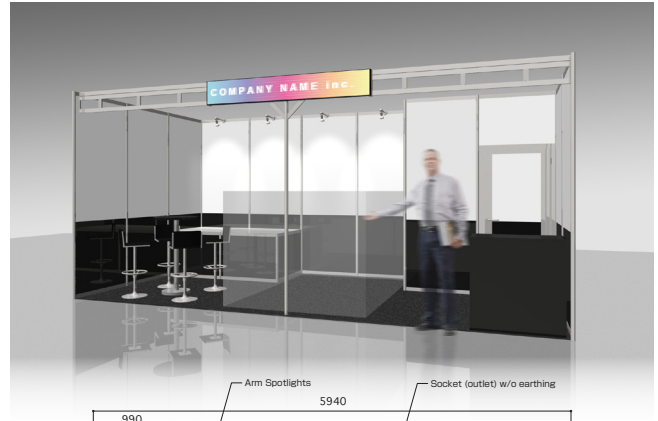 COMPANY NAME inc.
Arm Spotlights
Socket (outlet) w/o earthing
5940
990